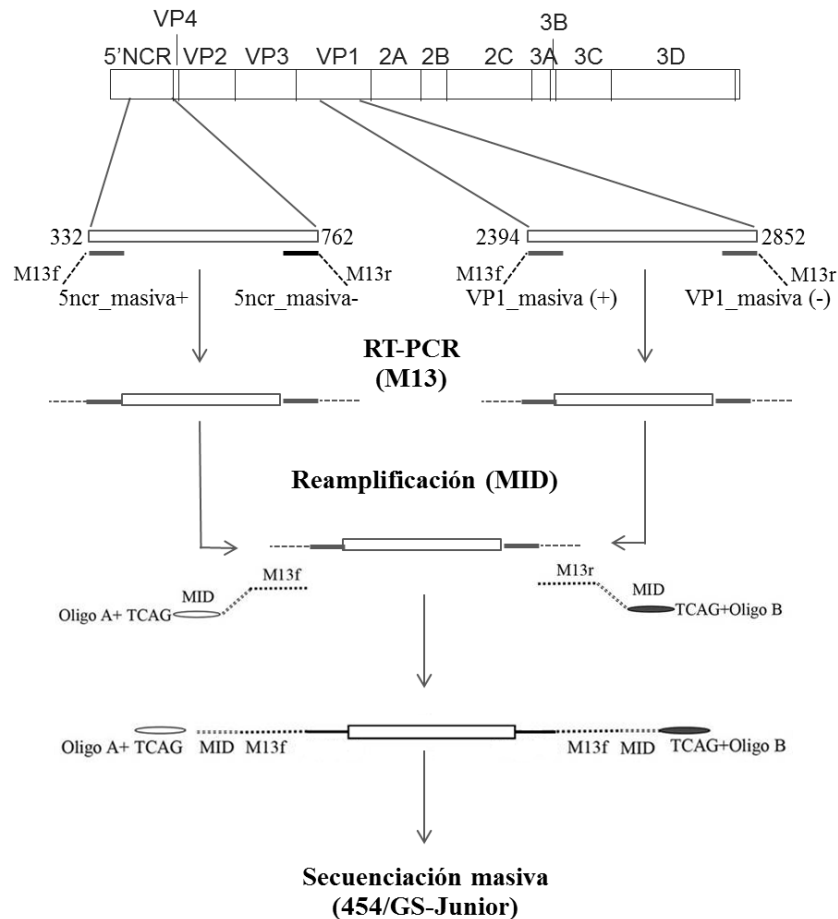 VP4
3B
5’NCR VP2 VP3 VP1 2A 2B 2C 3A 3C 3D
332 762 2394 2852
M13f M13r M13f M13r
5ncr_masiva+ 5ncr_masiva- VP1_masiva (+) VP1_masiva (-)
RT-PCR
(M13)
Reamplificación (MID)
M13f M13r
MID MID
Oligo A+ TCAG TCAG+Oligo B
Oligo A+ TCAG MID M13f M13f MID TCAG+Oligo B
Secuenciación masiva
(454/GS-Junior)